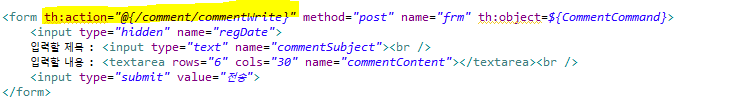 <form th:action="@{/comment/commentWrite}" method="post" name="frm" th:object=${CommentCommand}>
<input type="hidden" name="regDate">
입력할 제목 : <input type="text" name="commentSubject"><br />
입력할 내용 : <textarea rows="6" cols="30" name="commentContent"></textarea><br />
<input type="submit" value="전송">
</form>